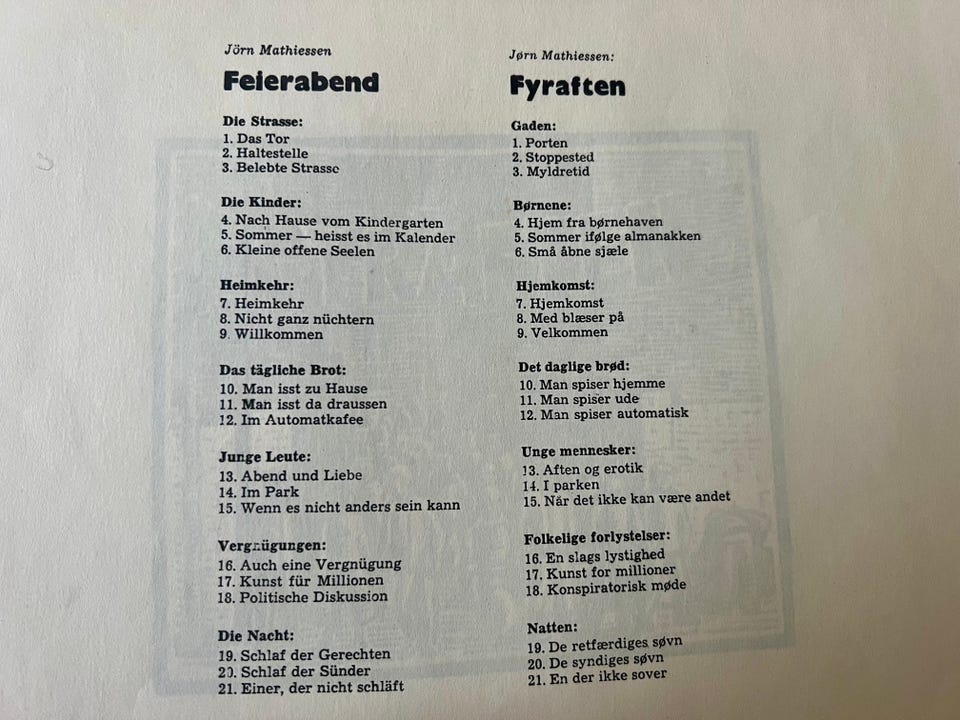 Jörn Mathiessen
Feierabend
Die Strasse:
1. Das Tor
2. Haltestelle
3. Belebte Strasse
Die Kinder:
4. Nach Hause vom Kindergarten
5. Sommer — heisst es im Kalender
6. Kleine offene Seelen
Heimkehr:
7. Heimkehr
8. Nicht ganz nüchtern
9. Willkommen
Das tägliche Brot:
10. Man isst zu Hause
11. Man isst da draussen
12. Im Automatkafee
Junge Leute:
13. Abend und Liebe
14. Im Park
15. Wenn es nicht anders sein kann
Vergnügungen:
16. Auch eine Vergnügung
17. Kunst für Millionen
18. Politische Diskussion
Die Nacht:
19. Schlaf der Gerechten
20. Schlaf der Sünder
21. Einer, der nicht schläft
Jørn Mathiessen:
Fyraften
Gaden:
1. Porten
2. Stoppested
3. Myldretid
Børnene:
4. Hjem fra børnehaven
5. Sommer ifølge almanakken
6. Små åbne sjæle
Hjemkomst:
7. Hjemkomst
8. Med blæser på
9. Velkommen
Det daglige brød:
10. Man spiser hjemme
11. Man spiser ude
12. Man spiser automatisk
Unge mennesker:
13. Aften og erotik
14. I parken
15. Når det ikke kan være andet
Folkelige forlystelser:
16. En slags lystighed
17. Kunst for millioner
18. Konspiratorisk møde
Natten:
19. De retfærdiges søvn
20. De syndiges søvn
21. En der ikke sover